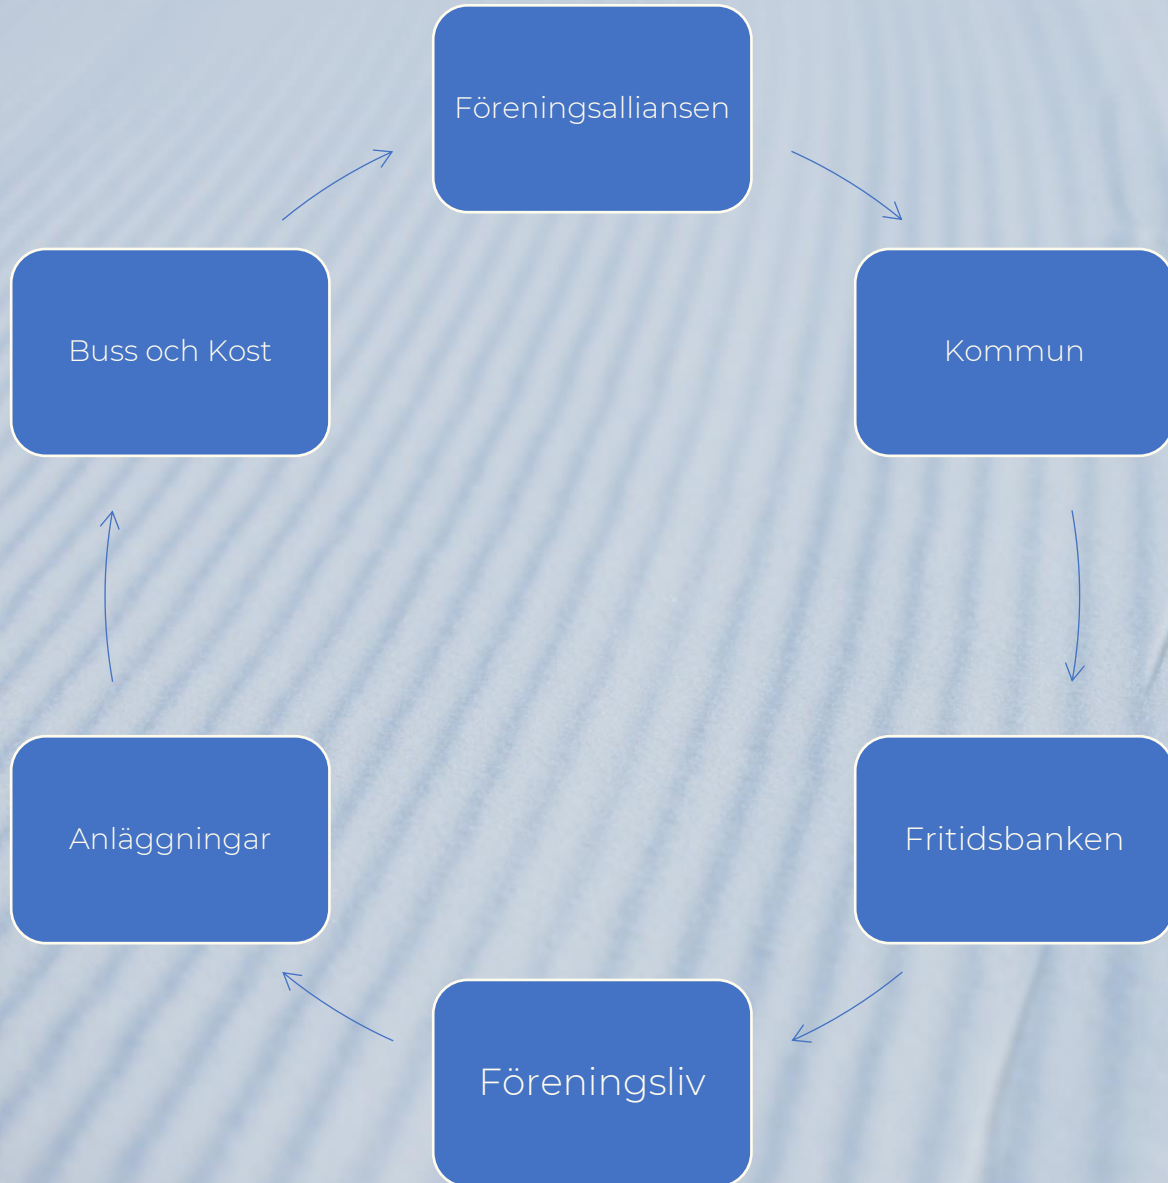 Föreningsalliansen
Kommun
Fritidsbanken
Föreningsliv
Anläggningar
Buss och Kost